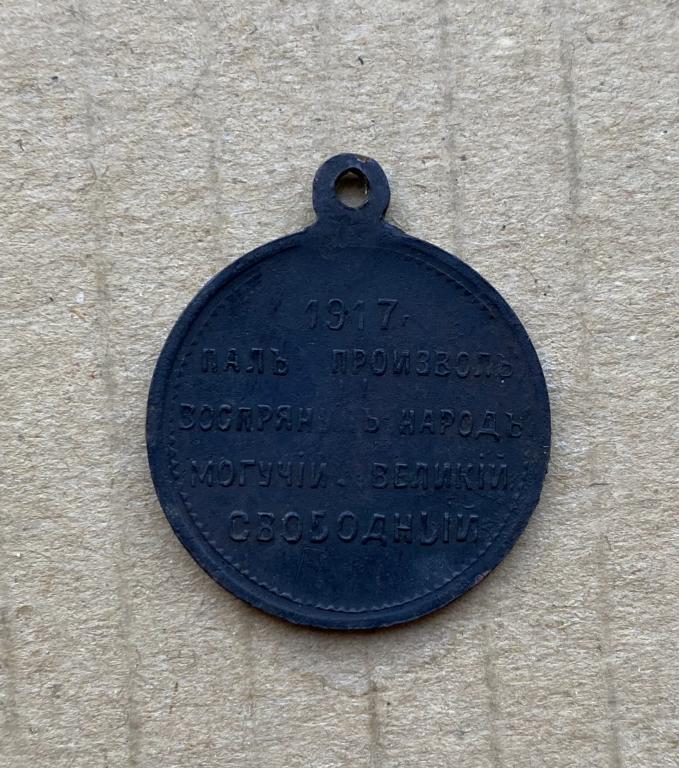 1917 г
ПАЛЪ ПРОИЗВОЛЪ
ВОСПРЯНУЛЪ НАРОДЪ
МОГУЧІЙ ВЕЛИКІЙ
СВОБОДНЫЙ